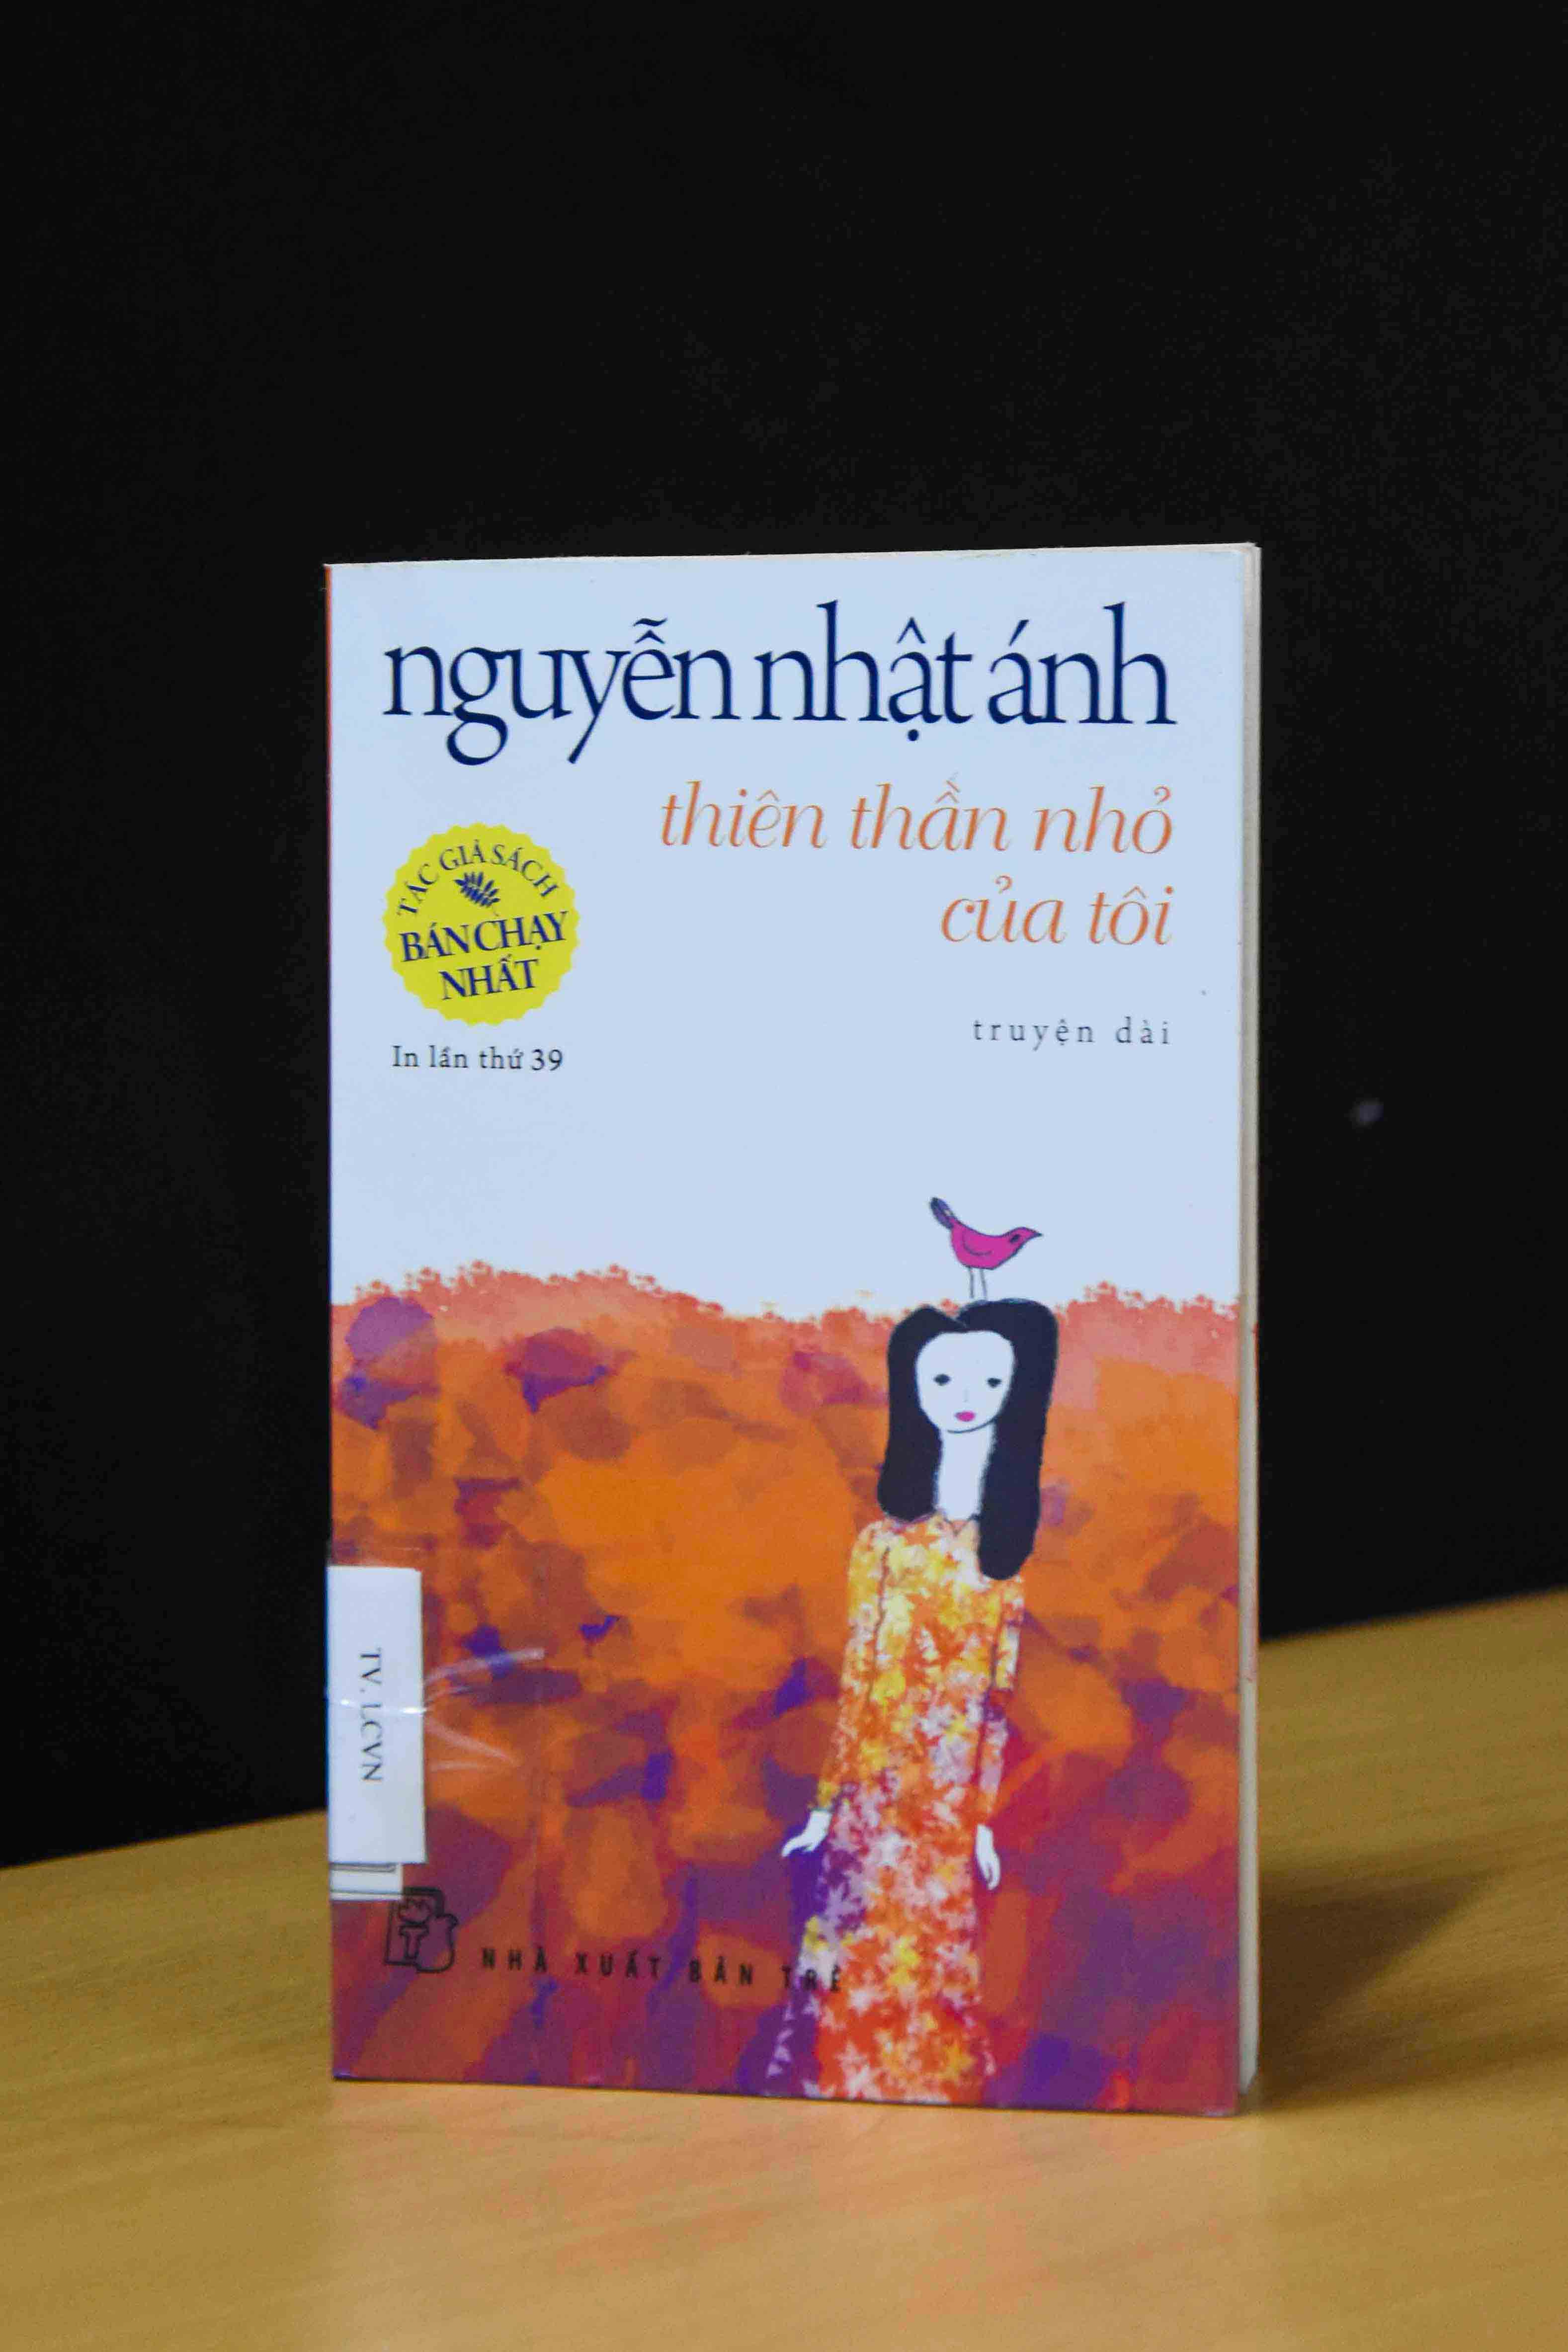 nguyễn nhật ánh
thiên thần nhỏ
của tôi
TÁC GIẢ SÁCH
BÁN CHẠY
NHẤT
In lần thứ 39
truyện dài
TV. LCVN
NHÀ XUẤT BẢN TRẺ